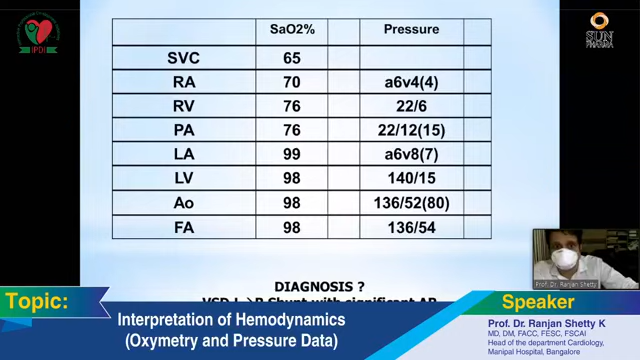 IPDI
SUN
PHARMA
SaO2% Pressure
SVC 65
RA 70 a6v4(4)
RV 76 22/6
PA 76 22/12(15)
LA 99 a6v8(7)
LV 98 140/15
Ao 98 136/52(80)
FA 98 136/54
DIAGNOSIS ?
VSD L→R Shunt with significant AR
Prof. Dr. Ranjan Shetty
Topic:
Interpretation of Hemodynamics
(Oxymetry and Pressure Data)
Speaker
Prof. Dr. Ranjan Shetty K
MD, DM, FACC, FESC, FSCAI
Head of the department Cardiology,
Manipal Hospital, Bangalore